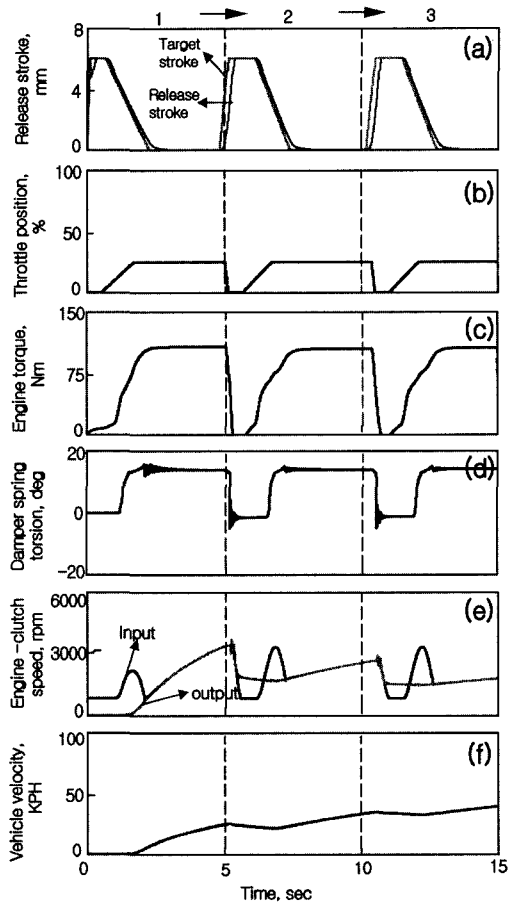 1 2 3
8
4
0
Release stroke,
mm
Target
stroke
Release
stroke
(a)
100
50
0
Throttle position,
%
(b)
150
75
0
Engine torque,
Nm
(c)
20
0
-20
Damper spring
torsion, deg
(d)
6000
3000
0
Engine-clutch
speed, rpm
Input
output
(e)
100
50
0
Vehicle velocity,
KPH
(f)
0 5 10 15
Time, sec